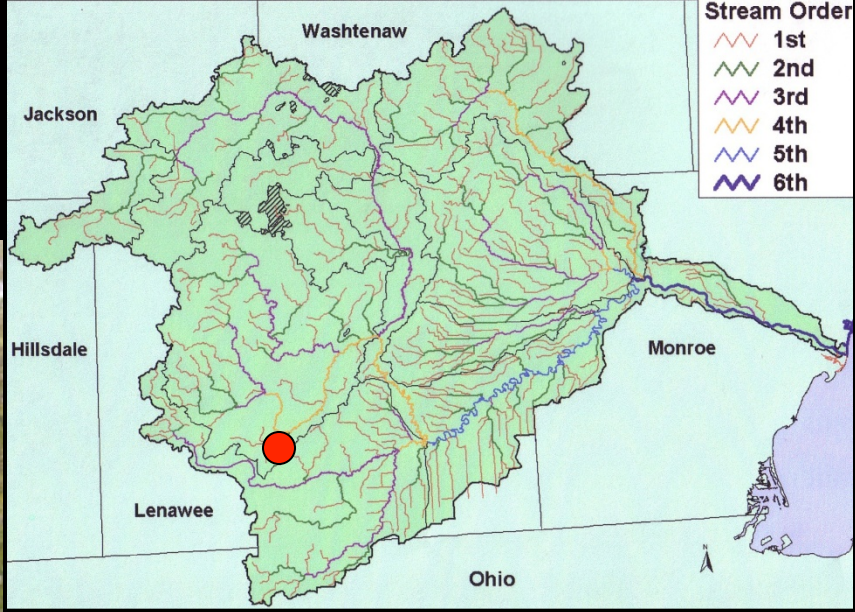 Stream Order
1st
2nd
3rd
4th
5th
6th
Washtenaw
Jackson
Hillsdale
Monroe
Lenawee
Ohio
N